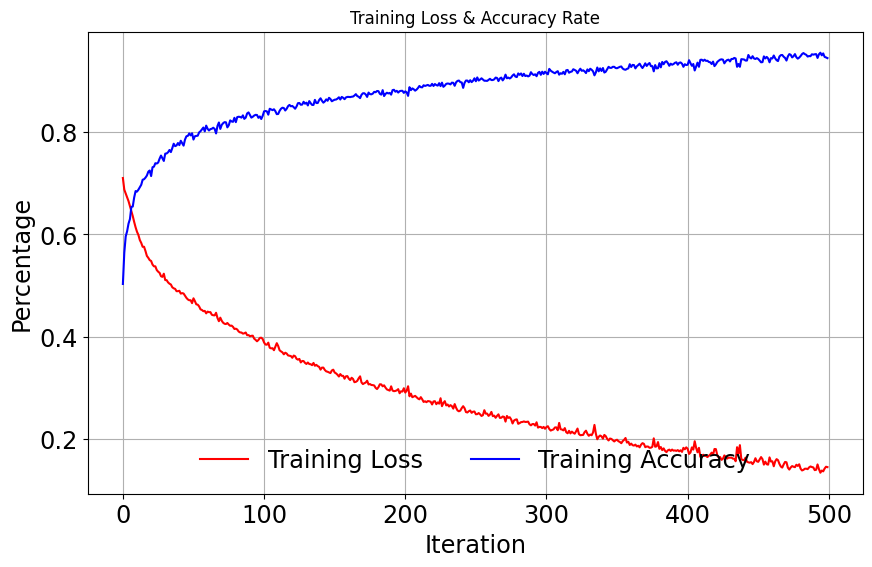 Training Loss & Accuracy Rate
Percentage
0.8
0.6
0.4
0.2
Training Loss Training Accuracy
0 100 200 300 400 500
Iteration